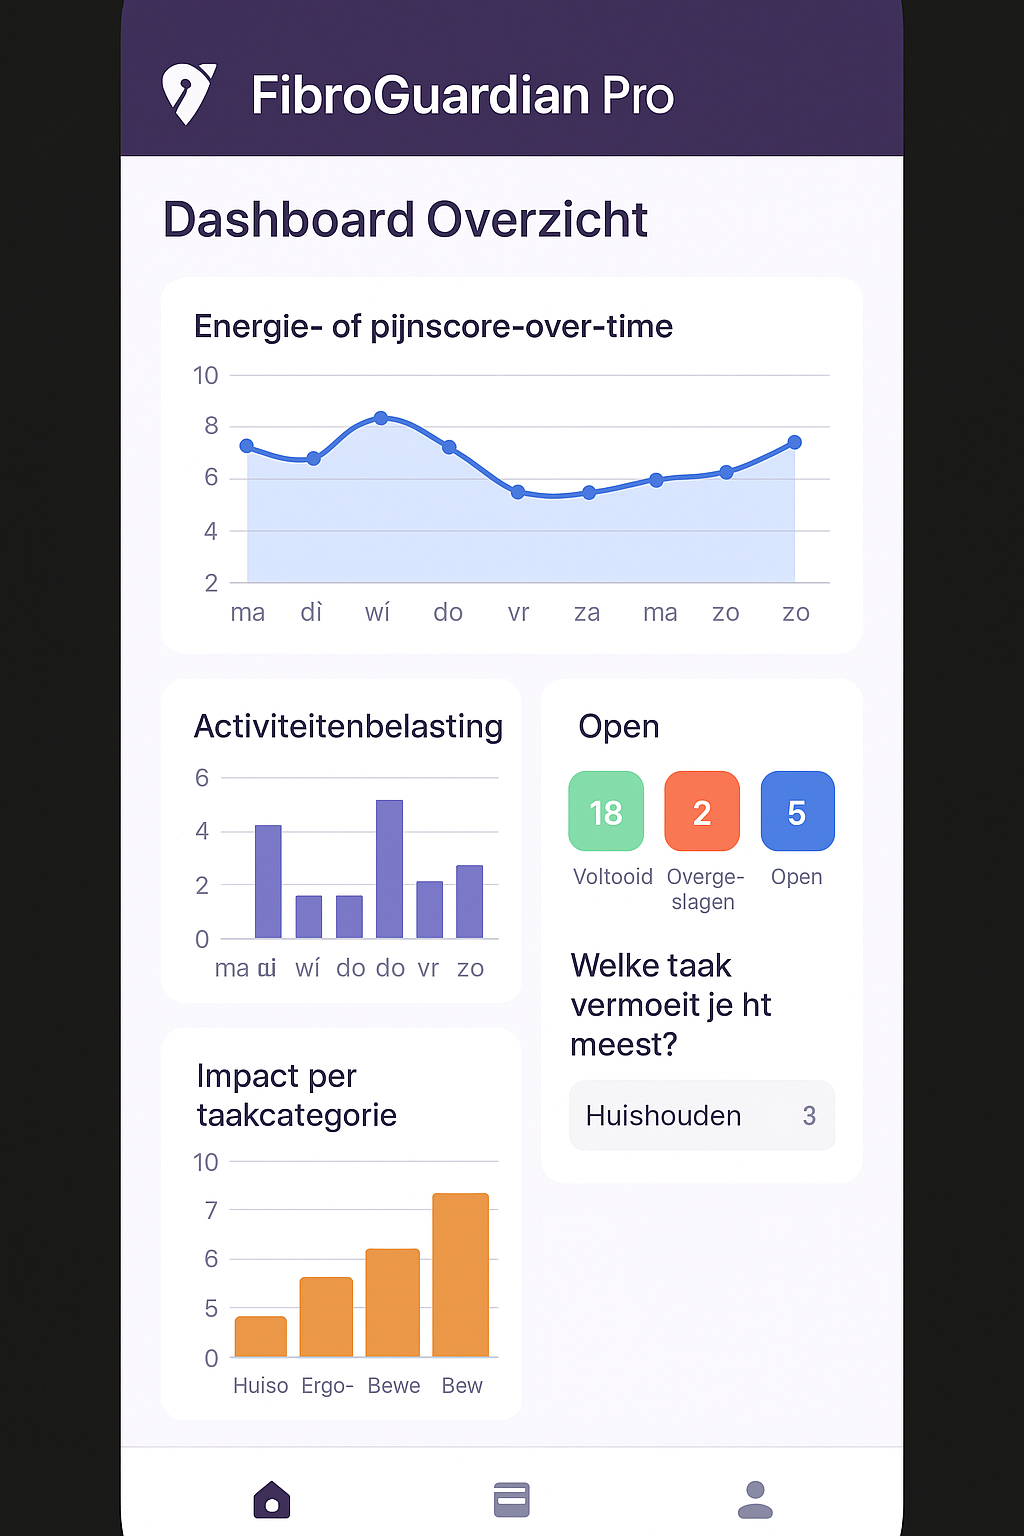 FibroGuardian Pro
Dashboard Overzicht
Energie- of pijnscore-over-time
10
8
6
4
2
ma dì wí do vr za ma zo zo
Activiteitenbelasting
6
4
2
0
ma wí do do vr zo
Open
18 2 5
Voltooid Overge- Open
slagen
Welke taak
vermoeit je ht
meest?
Huishouden 3
Impact per
taakcategorie
10
7
6
5
0
Huiso Ergo- Bewe Bew